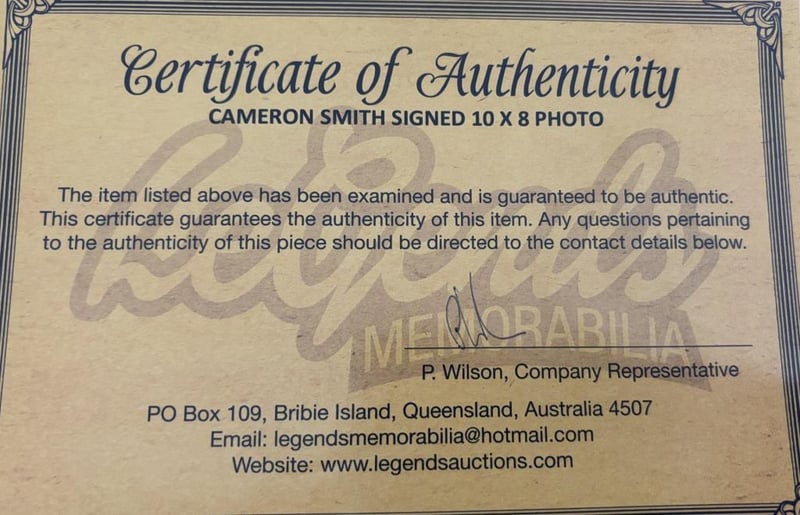 Certificate of Authenticity
CAMERON SMITH SIGNED 10 X 8 PHOTO
Legends
MEMORABILIA
The item listed above has been examined and is guaranteed to be authentic.
This certificate guarantees the authenticity of this item. Any questions pertaining
to the authenticity of this piece should be directed to the contact details below.
P. Wilson, Company Representative
PO Box 109, Bribie Island, Queensland, Australia 4507
Email: legendsmemorabilia@hotmail.com
Website: www.legendsauctions.com